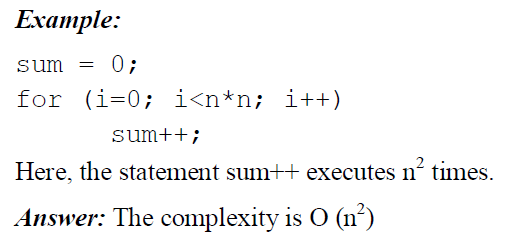 Example:
sum = 0;
for (i=0; i<n*n; i++)
sum++;
Here, the statement sum++ executes n² times.
Answer: The complexity is O (n²)